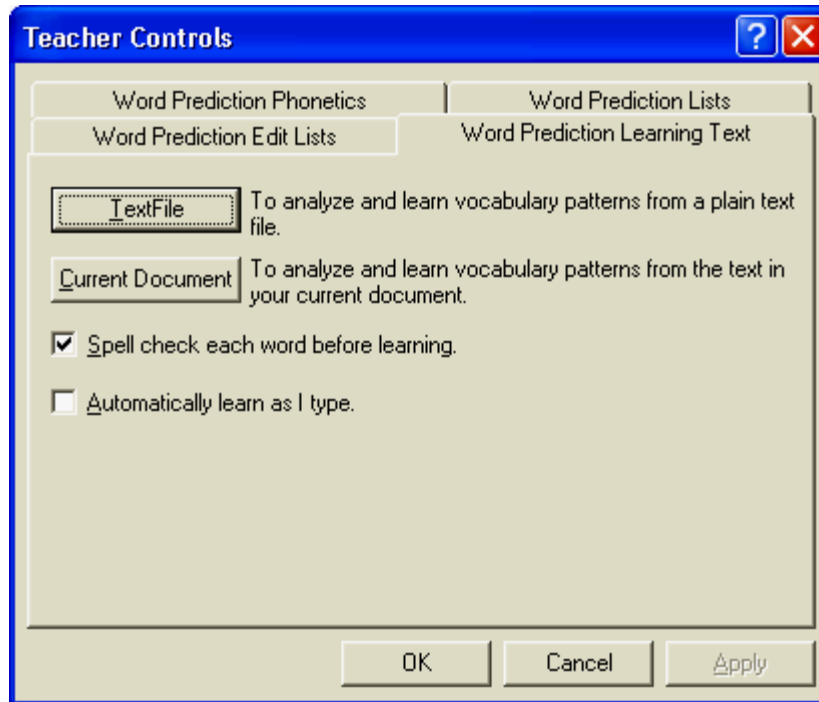 Teacher Controls
Word Prediction Phonetics
Word Prediction Lists
Word Prediction Edit Lists
Word Prediction Learning Text
TextFile
To analyze and learn vocabulary patterns from a plain text
file.
Current Document
To analyze and learn vocabulary patterns from the text in
your current document.
Spell check each word before learning.
Automatically learn as I type.
OK
Cancel
Apply